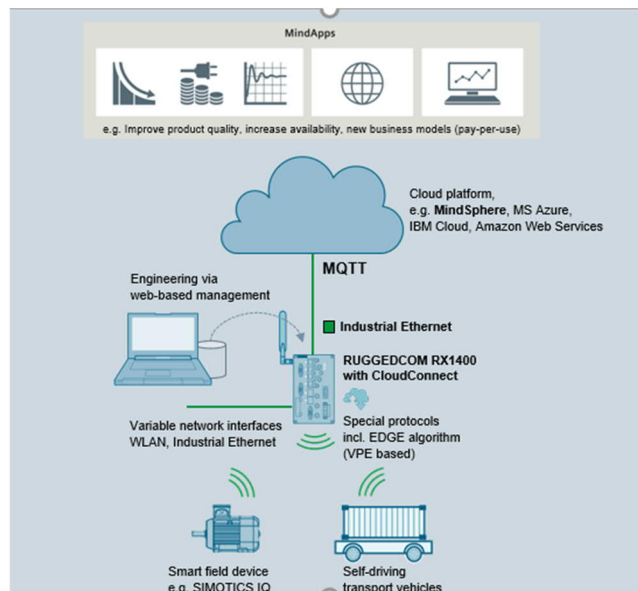 MindApps
e.g. Improve product quality, increase availability, new business models (pay-per-use)
Cloud platform,
e.g. MindSphere, MS Azure,
IBM Cloud, Amazon Web Services
MQTT
Engineering via
web-based management
Industrial Ethernet
RUGGEDCOM RX1400
with CloudConnect
Variable network interfaces
WLAN, Industrial Ethernet
Special protocols
incl. EDGE algorithm
(VPE based)
Smart field device
e.g. SIMOTICS IQ
Self-driving
transport vehicles